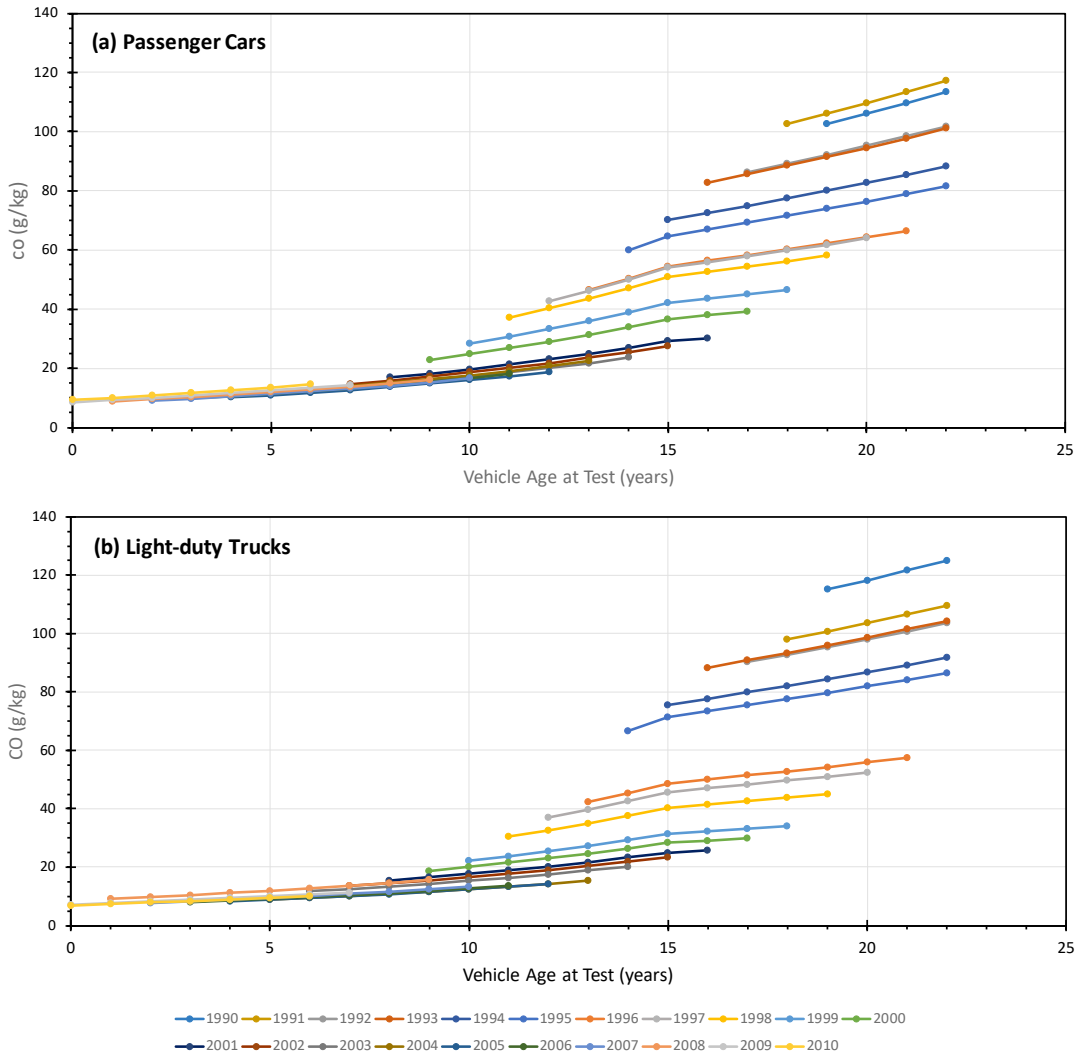 140
(a) Passenger Cars
120
100
80
60
40
20
0
co (g/kg)
0 5 10 15 20 25
Vehicle Age at Test (years)
140
(b) Light-duty Trucks
120
100
80
60
40
20
0
CO (g/kg)
0 5 10 15 20 25
Vehicle Age at Test (years)
1990 1991 1992 1993 1994 1995 1996 1997 1998 1999 2000
2001 2002 2003 2004 2005 2006 2007 2008 2009 2010